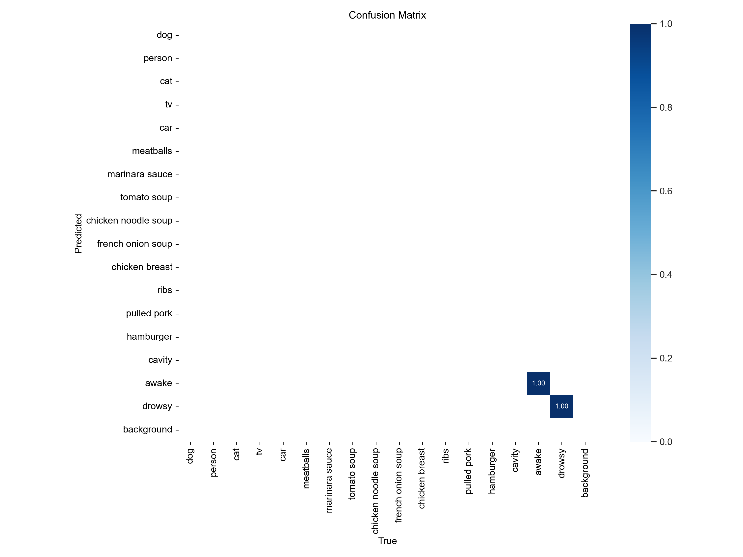 Confusion Matrix
Predicted
dog
person
cat
tv
car
meatballs
marinara sauce
tomato soup
chicken noodle soup
french onion soup
chicken breast
ribs
pulled pork
hamburger
cavity
awake
drowsy
background
1.00
1.00
dog
person
cat
tv
car
meatballs
marinara sauce
tomato soup
chicken noodle soup
french onion soup
chicken breast
ribs
pulled pork
hamburger
cavity
awake
drowsy
background
True
1.0
0.8
0.6
0.4
0.2
0.0